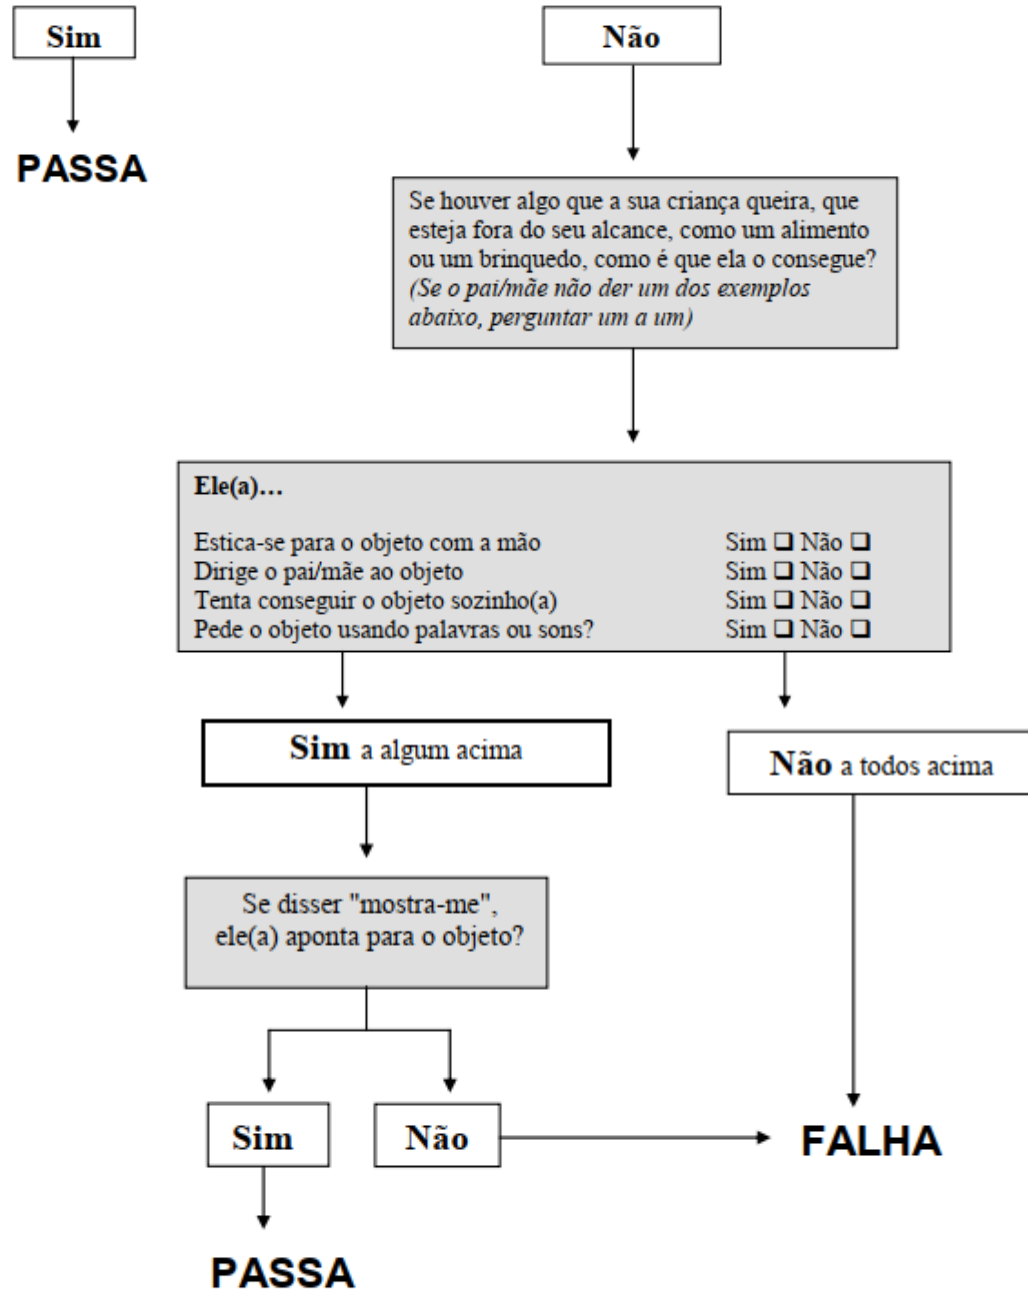 Sim
Não
PASSA
Se houver algo que a sua criança queira, que
esteja fora do seu alcance, como um alimento
ou um brinquedo, como é que ela o consegue?
(Se o pai/mãe não der um dos exemplos
abaixo, perguntar um a um)
Ele(a)…
Estica-se para o objeto com a mão Sim ❑ Não ❑
Dirige o pai/mãe ao objeto Sim ❑ Não ❑
Tenta conseguir o objeto sozinho(a) Sim ❑ Não ❑
Pede o objeto usando palavras ou sons? Sim ❑ Não ❑
Sim a algum acima
Não a todos acima
Se disser "mostra-me",
ele(a) aponta para o objeto?
Sim
Não
FALHA
PASSA